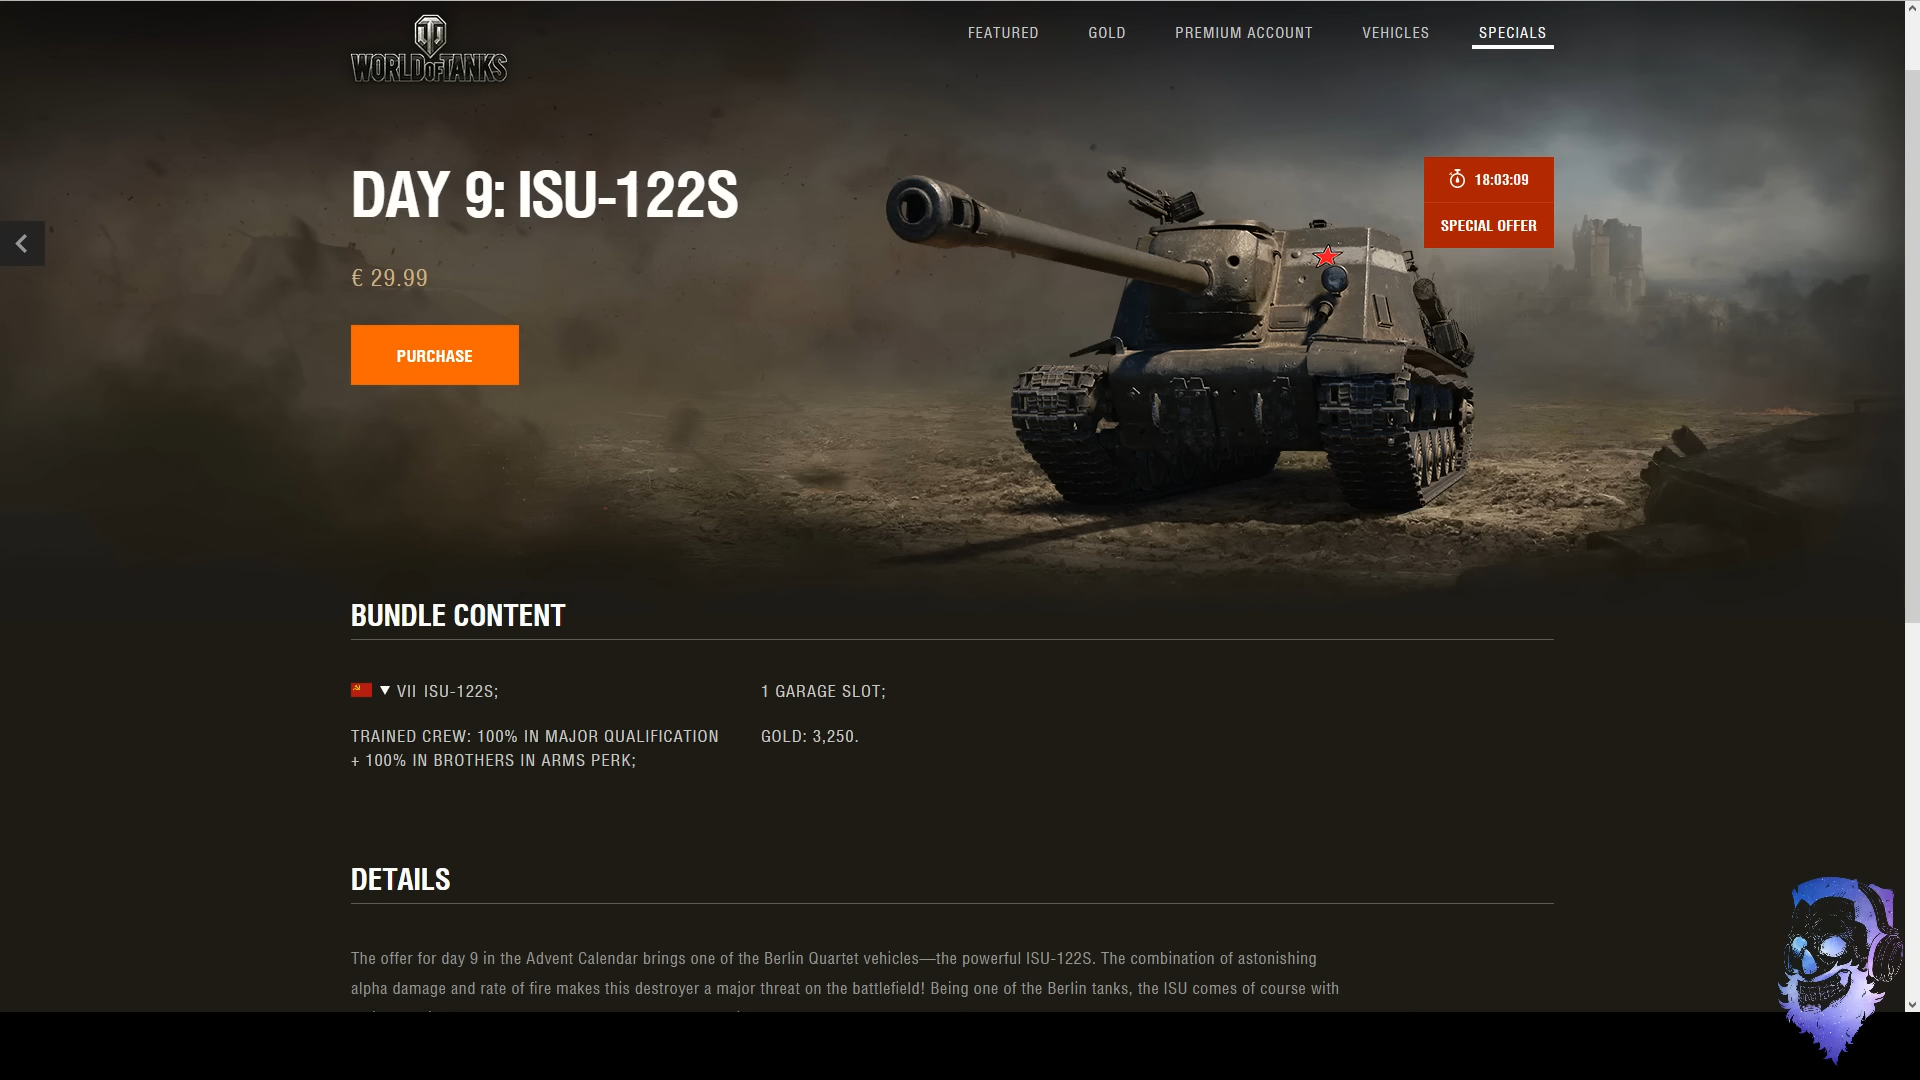 WORLD OF TANKS
FEATURED
GOLD
PREMIUM ACCOUNT
VEHICLES
SPECIALS
DAY 9: ISU-122S
18:03:09
SPECIAL OFFER
€ 29.99
PURCHASE
BUNDLE CONTENT
VII ISU-122S;
1 GARAGE SLOT;
TRAINED CREW: 100% IN MAJOR QUALIFICATION
+ 100% IN BROTHERS IN ARMS PERK;
GOLD: 3,250.
DETAILS
The offer for day 9 in the Advent Calendar brings one of the Berlin Quartet vehicles—the powerful ISU-122S. The combination of astonishing
alpha damage and rate of fire makes this destroyer a major threat on the battlefield! Being one of the Berlin tanks, the ISU comes of course with